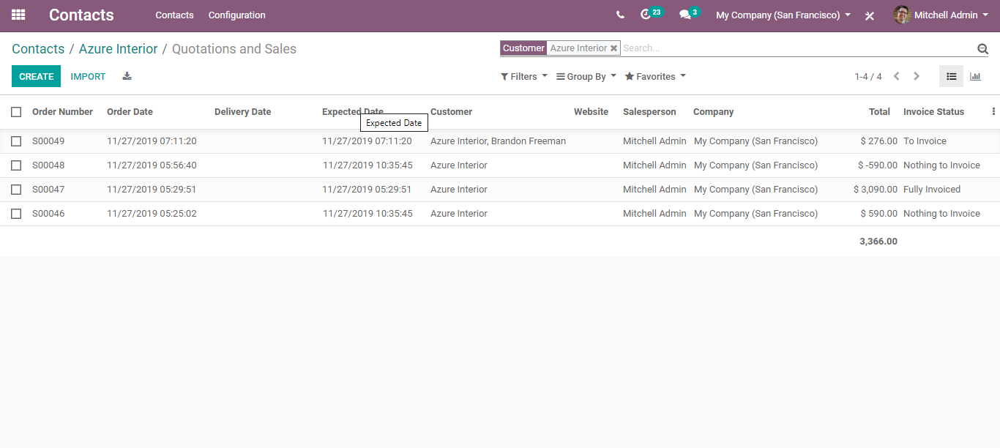 Contacts Contacts Configuration 23 3 My Company (San Francisco) Mitchell Admin
Contacts / Azure Interior / Quotations and Sales Customer Azure Interior Search...
CREATE IMPORT Filters Group By Favorites 1-4 / 4
Order Number Order Date Delivery Date Expected Date Customer Website Salesperson Company Total Invoice Status
Expected Date
S00049 11/27/2019 07:11:20 11/27/2019 07:11:20 Azure Interior, Brandon Freeman Mitchell Admin My Company (San Francisco) $ 276.00 To Invoice
S00048 11/27/2019 05:56:40 11/27/2019 10:35:45 Azure Interior Mitchell Admin My Company (San Francisco) $ -590.00 Nothing to Invoice
S00047 11/27/2019 05:29:51 11/27/2019 05:29:51 Azure Interior Mitchell Admin My Company (San Francisco) $ 3,090.00 Fully Invoiced
S00046 11/27/2019 05:25:02 11/27/2019 10:35:45 Azure Interior Mitchell Admin My Company (San Francisco) $ 590.00 Nothing to Invoice
3,366.00